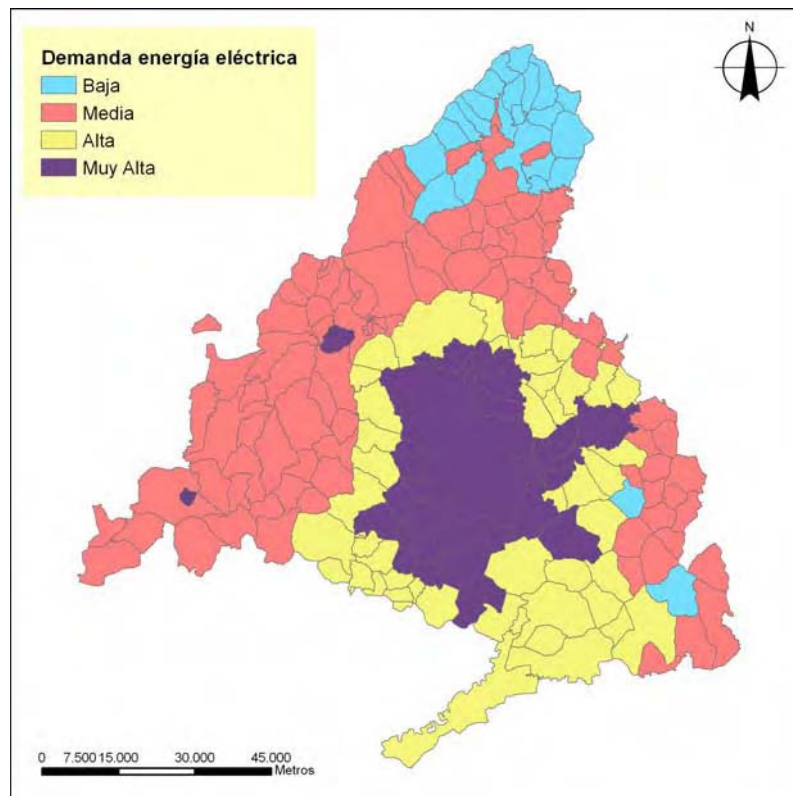 Demanda energía eléctrica
Baja
Media
Alta
Muy Alta
N
0 7.500 15.000 30.000 45.000
Metros